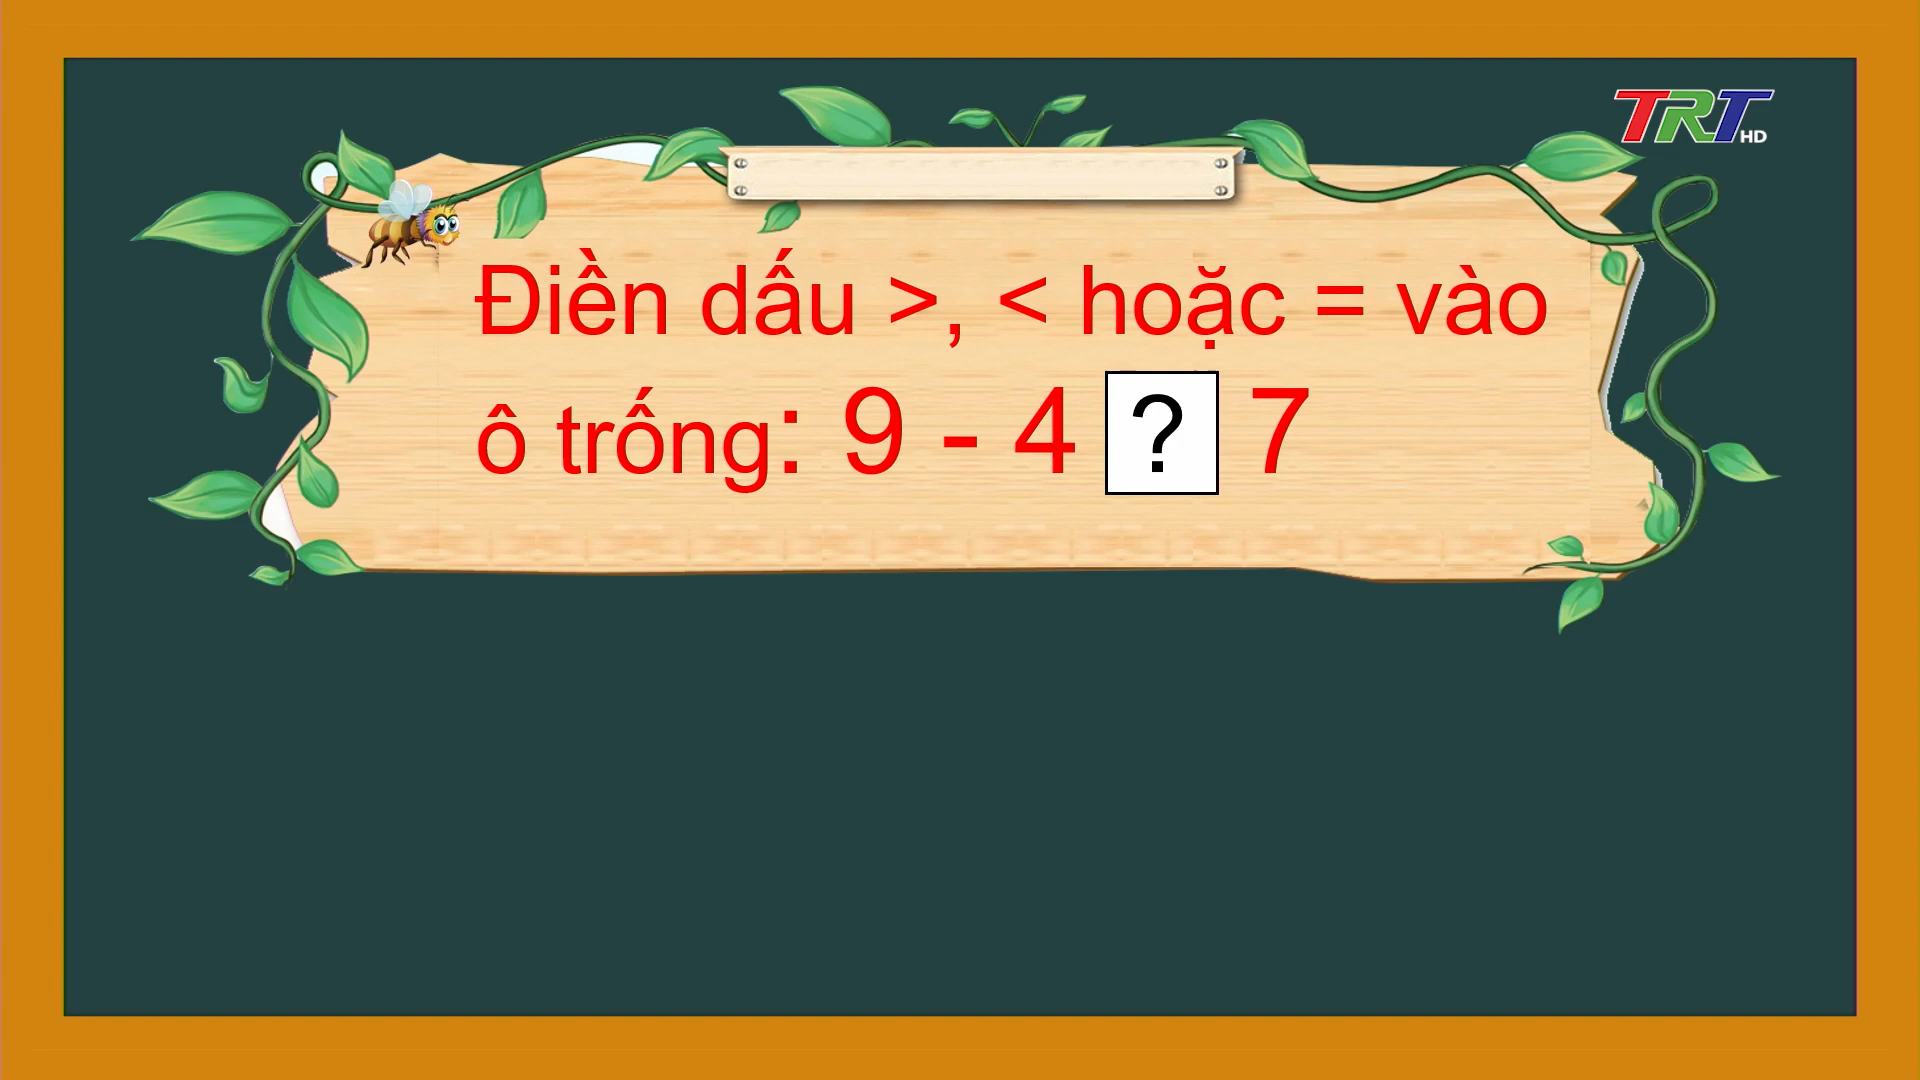 TRT HD
Điền dấu >, < hoặc = vào
ô trống: 9 - 4 ? 7